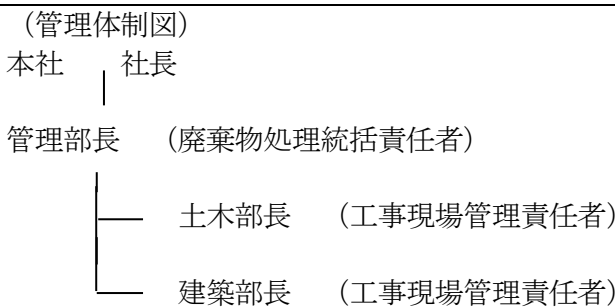 （管理体制図）
本社　社長
管理部長　（廃棄物処理統括責任者）
土木部長　（工事現場管理責任者）
建築部長　（工事現場管理責任者）